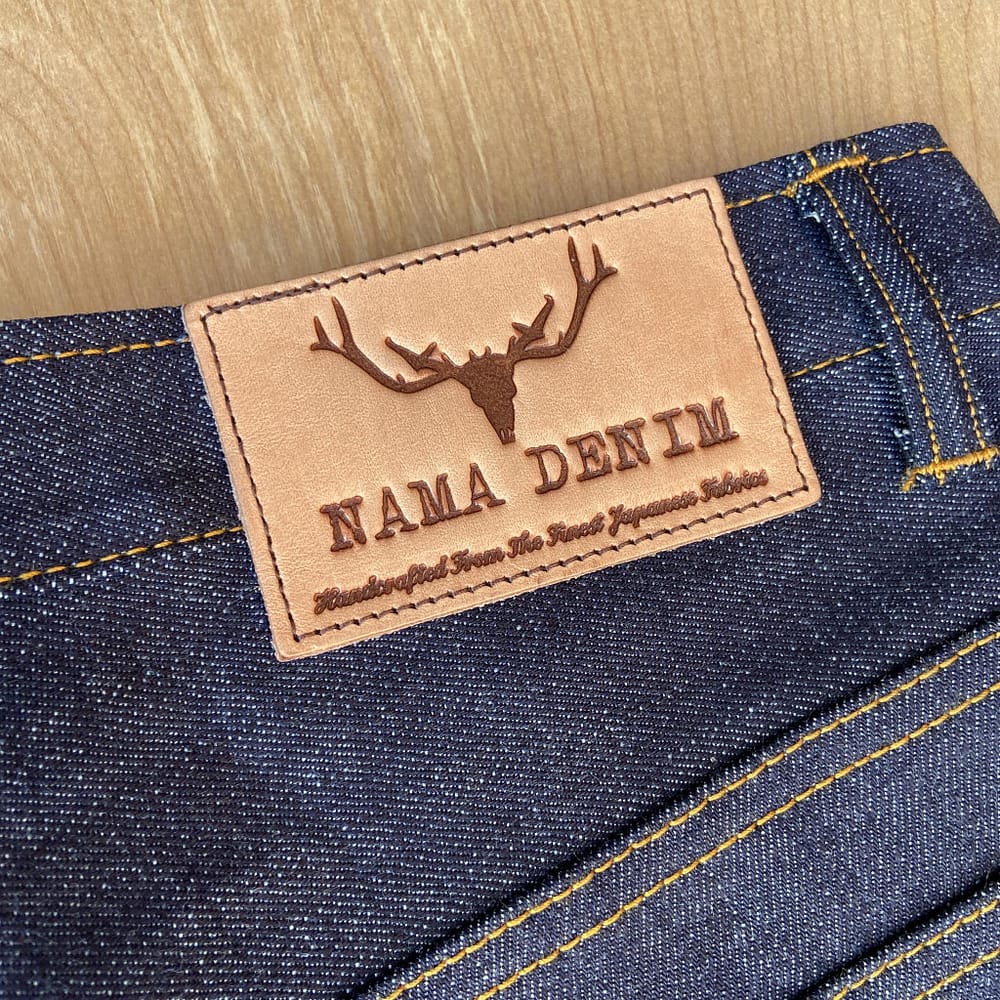 NAMA DENIM
Handcrafted From The Finest Japanese Fabrics